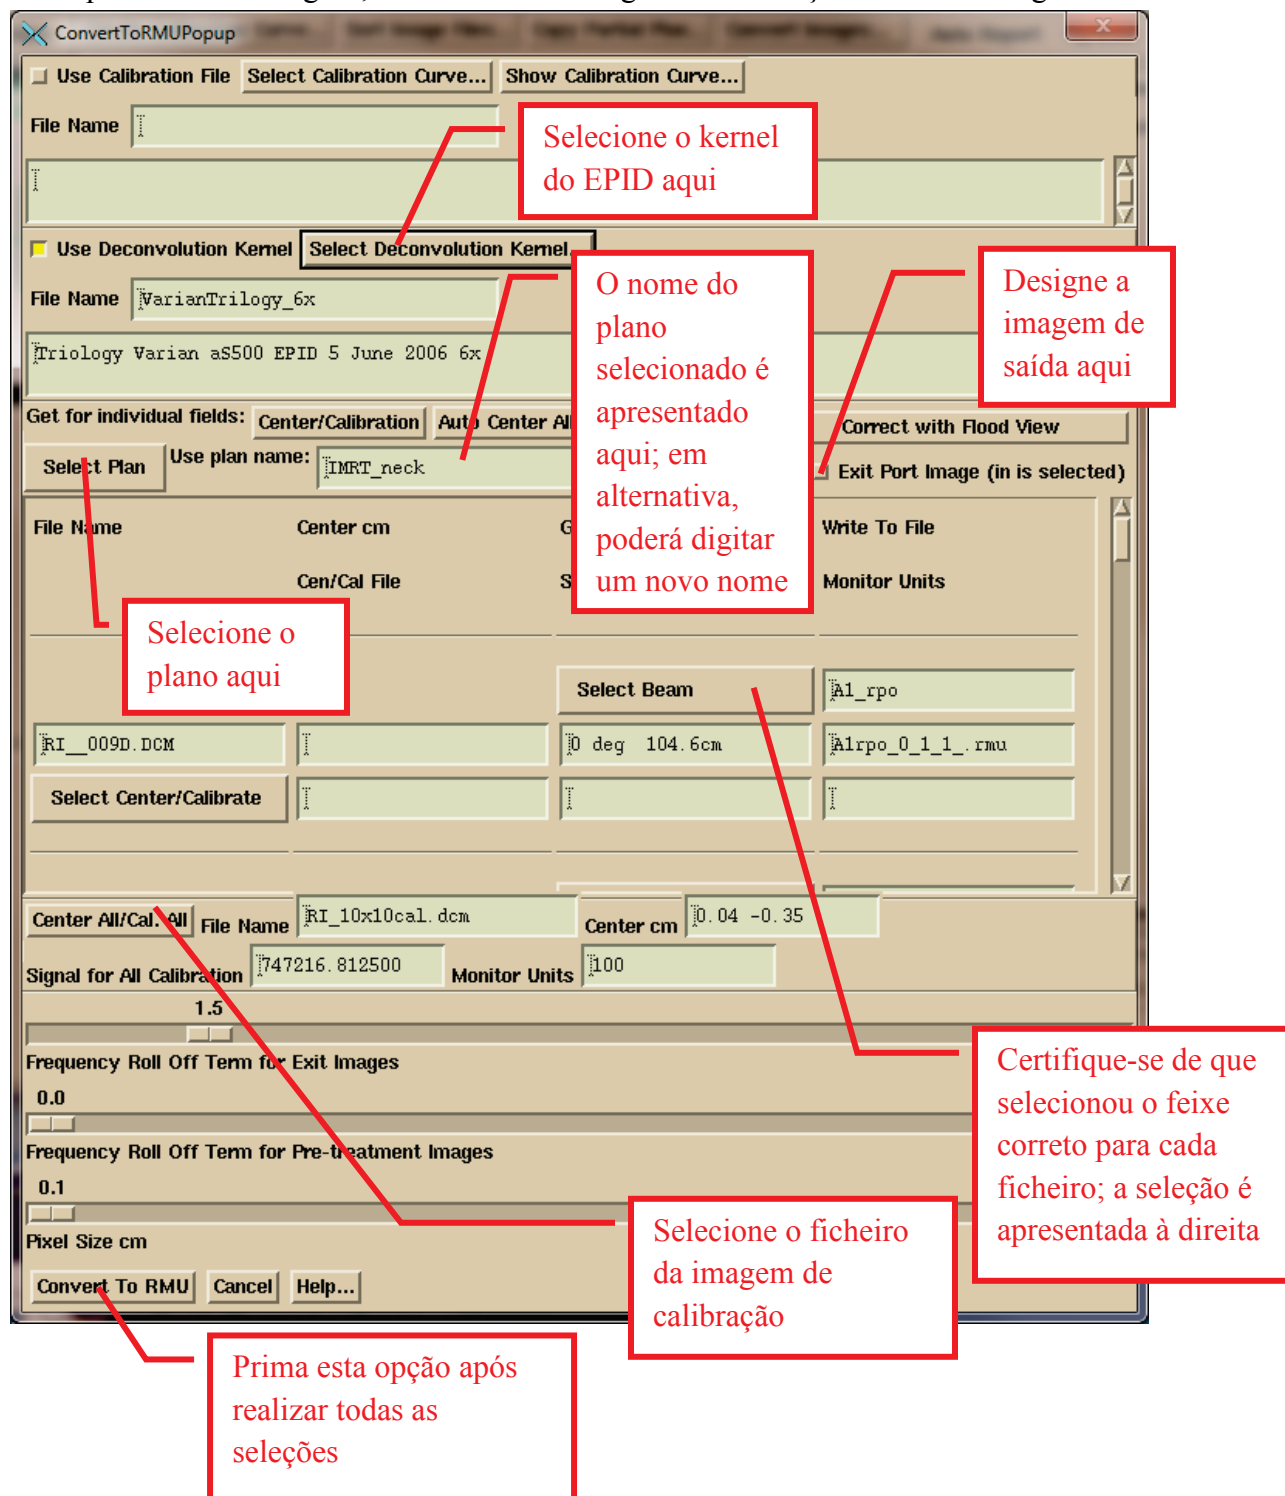 ConvertToRMUPopup
Use Calibration File Select Calibration Curve... Show Calibration Curve...
File Name
Selecione o kernel
do EPID aqui
Use Deconvolution Kernel Select Deconvolution Kernel...
File Name VarianTrilogy_6x
Triology Varian aS500 EPID 5 June 2006 6x
O nome do
plano
selecionado é
apresentado
aqui; em
alternativa,
poderá digitar
um novo nome
Designe a
imagem de
saída aqui
Get for individual fields: Center/Calibration Auto Center Correct with Flood View
Select Plan Use plan name: IMRT_neck Exit Port Image (in is selected)
File Name Center cm Write To File
Cen/Cal File Monitor Units
Selecione o
plano aqui
Select Beam A1_rpo
RI__009D.DCM 0 deg 104.6cm A1rpo_0_1_1_.rmu
Select Center/Calibrate
Center All/Cal. All File Name RI_10x10cal.dcm Center cm 0.04 -0.35
Signal for All Calibration 747216.812500 Monitor Units 100
1.5
Frequency Roll Off Term for Exit Images
0.0
Frequency Roll Off Term for Pre-treatment Images
0.1
Pixel Size cm
Convert To RMU Cancel Help...
Certifique-se de que
selecionou o feixe
correto para cada
ficheiro; a seleção é
apresentada à direita
Selecione o ficheiro
da imagem de
calibração
Prima esta opção após
realizar todas as
seleções